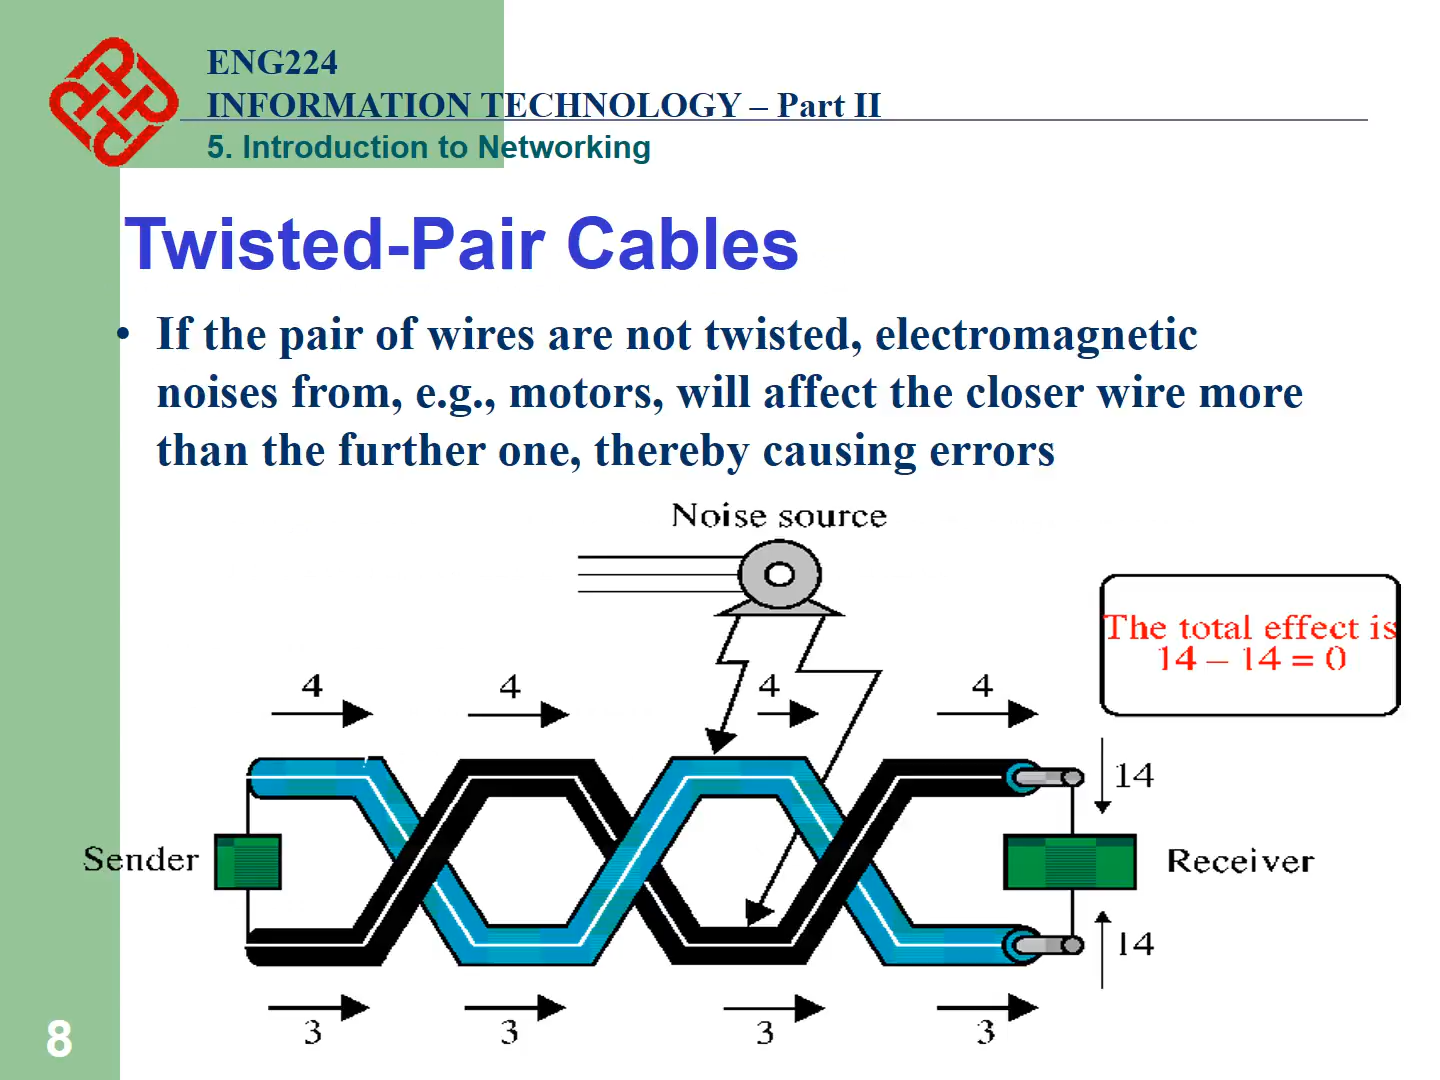 ENG224
INFORMATION TECHNOLOGY – Part II
5. Introduction to Networking
Twisted-Pair Cables
• If the pair of wires are not twisted, electromagnetic
noises from, e.g., motors, will affect the closer wire more
than the further one, thereby causing errors
Noise source
The total effect is
14 – 14 = 0
4 4 4 4
14
Sender
Receiver
14
3 3 3 3
8